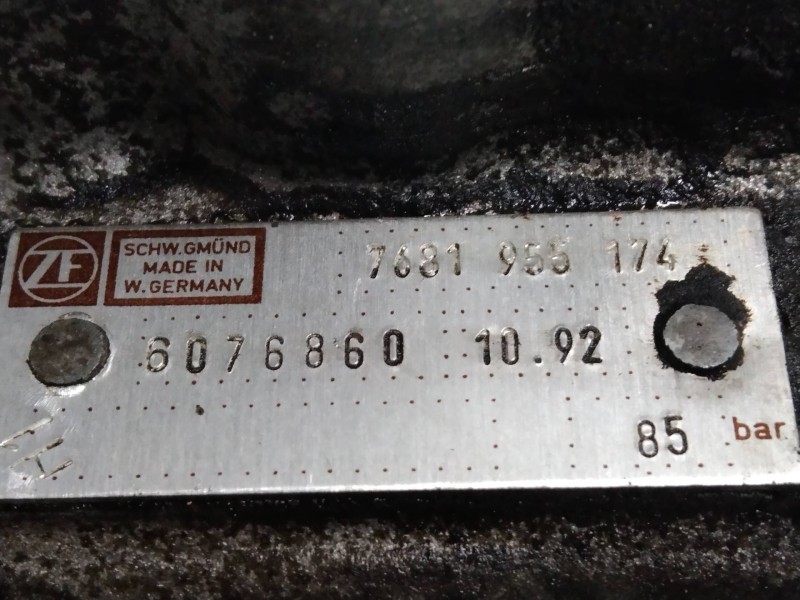 ZF
SCHW.GMÜND
MADE IN
W.GERMANY
7681 955 174
6076860 10.92
85 bar